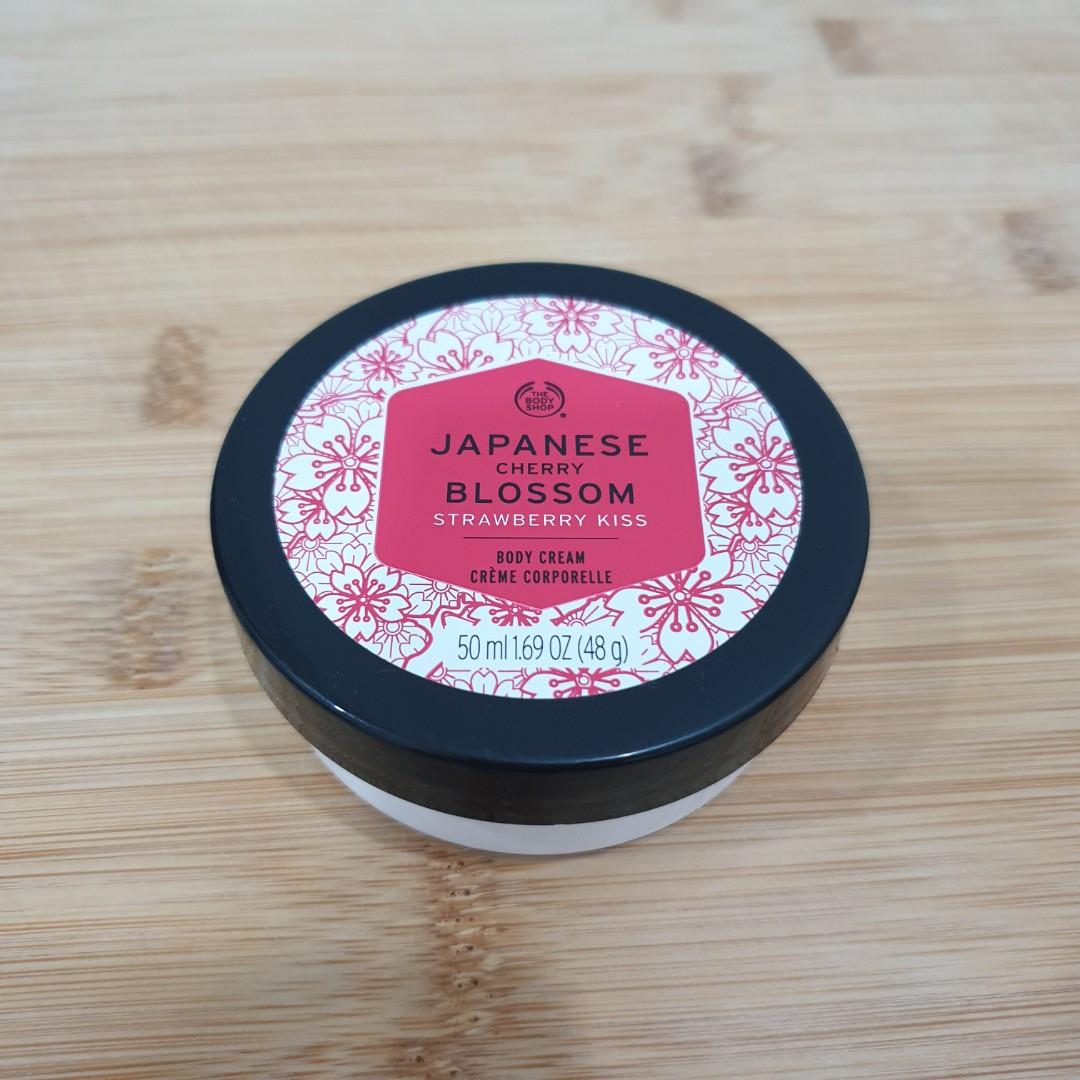 THE
BODY
SHOP
JAPANESE
CHERRY
BLOSSOM
STRAWBERRY KISS
BODY CREAM
CRÈME CORPORELLE
50 ml 1.69 OZ (48 g)